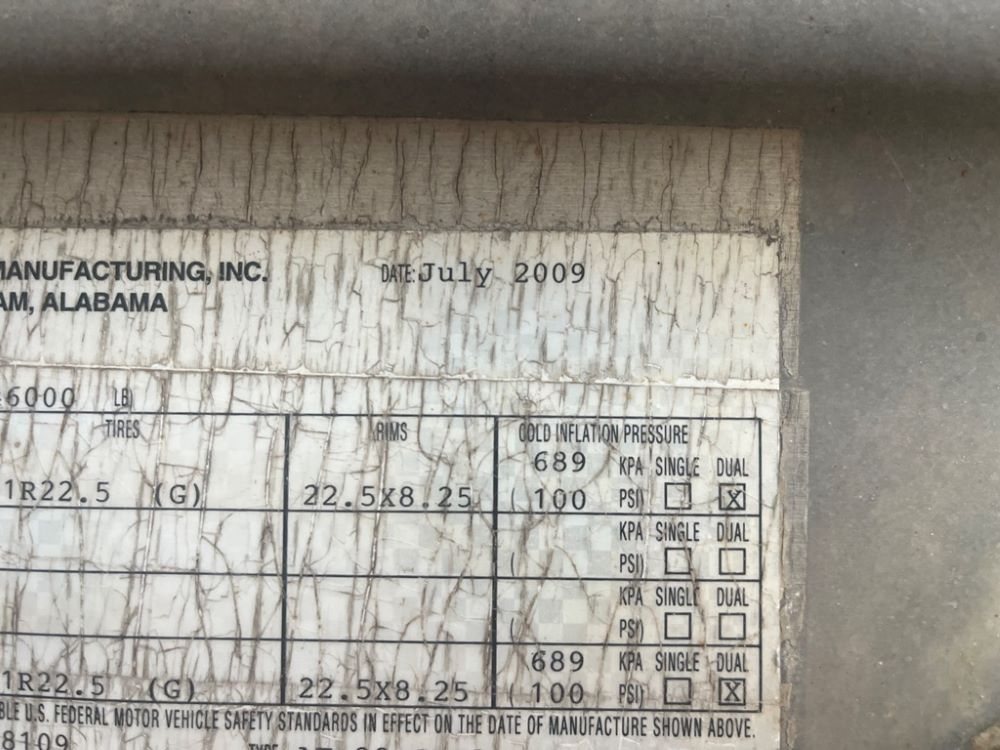 MANUFACTURING, INC. DATE: July 2009
AM, ALABAMA
6000 LB)
TIRES RIMS COLD INFLATION PRESSURE
689 KPA SINGLE DUAL
1R22.5 (G) 22.5X8.25 ( 100 PSI) X
KPA SINGLE DUAL
( PSI)
KPA SINGLE DUAL
( PSI)
689 KPA SINGLE DUAL
1R22.5 (G) 22.5X8.25 ( 100 PSI) X
BLE U.S. FEDERAL MOTOR VEHICLE SAFETY STANDARDS IN EFFECT ON THE DATE OF MANUFACTURE SHOWN ABOVE.
8109 TYPE